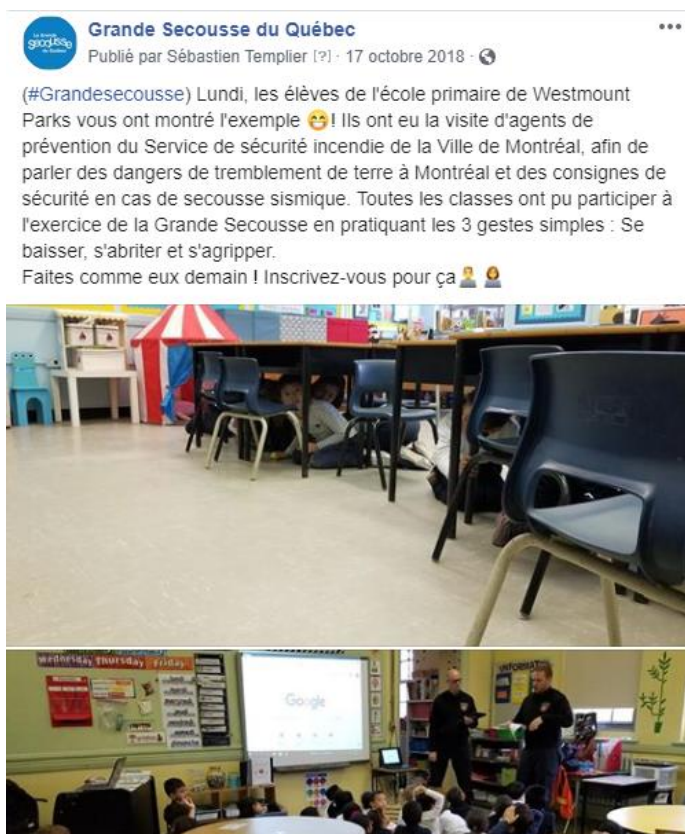 La Grande
secousse
du Québec
Grande Secousse du Québec
Publié par Sébastien Templier [?] · 17 octobre 2018 ·
(#Grandesecousse) Lundi, les élèves de l'école primaire de Westmount
Parks vous ont montré l'exemple 😁! Ils ont eu la visite d'agents de
prévention du Service de sécurité incendie de la Ville de Montréal, afin de
parler des dangers de tremblement de terre à Montréal et des consignes de
sécurité en cas de secousse sismique. Toutes les classes ont pu participer à
l'exercice de la Grande Secousse en pratiquant les 3 gestes simples : Se
baisser, s'abriter et s'agripper.
Faites comme eux demain ! Inscrivez-vous pour ça
Wednesday Thursday Friday
Google